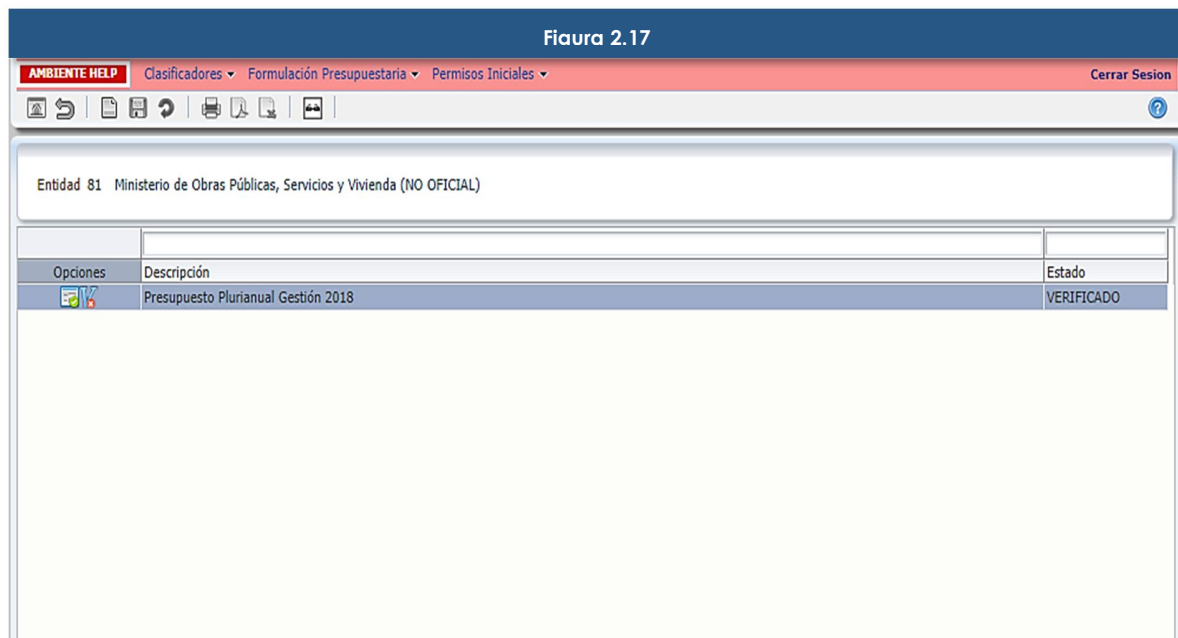 Fiaura 2.17
AMBIENTE HELP Clasificadores Formulación Presupuestaria Permisos Iniciales Cerrar Sesion
Entidad 81 Ministerio de Obras Públicas, Servicios y Vivienda (NO OFICIAL)
Opciones Descripción Estado
Presupuesto Plurianual Gestión 2018 VERIFICADO